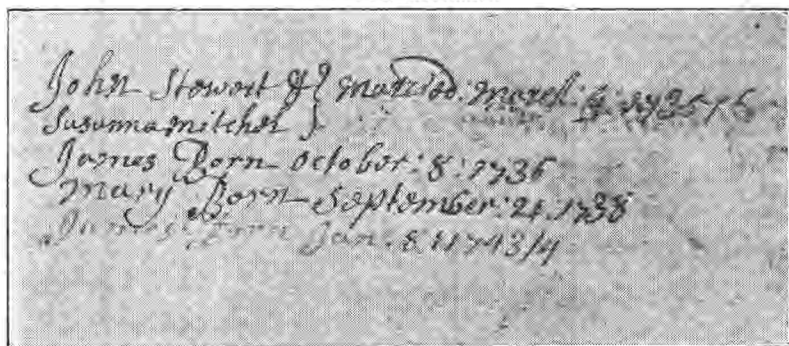 John Stewart & } married: march: 4: 1735/6
Susanna mitchel }
James Born october: 8: 1736
Mary Born September: 21: 1738
James Born Jan. 8: 1743/4